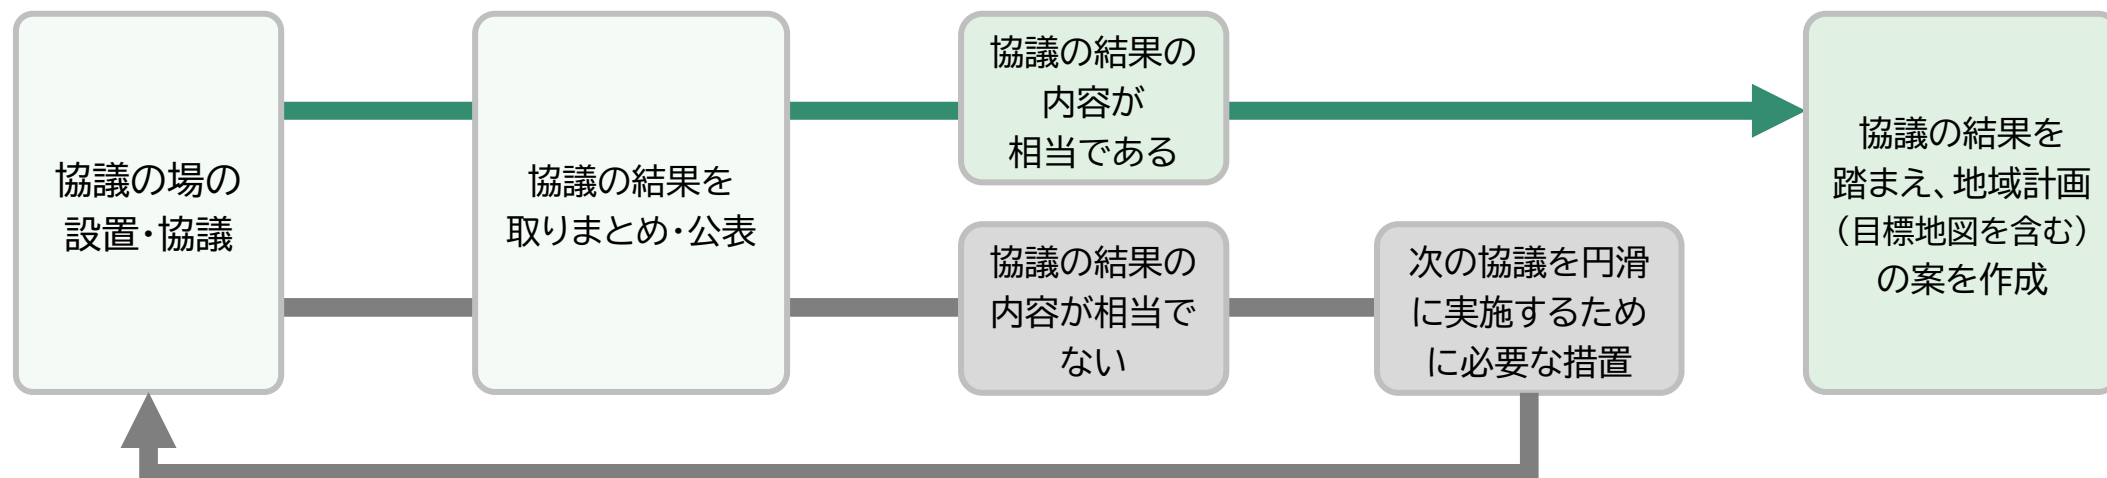 協議の場の
設置・協議
協議の結果を
取りまとめ・公表
協議の結果の
内容が
相当である
協議の結果の
内容が相当で
ない
次の協議を円滑
に実施するため
に必要な措置
協議の結果を
踏まえ、地域計画
（目標地図を含む）
の案を作成